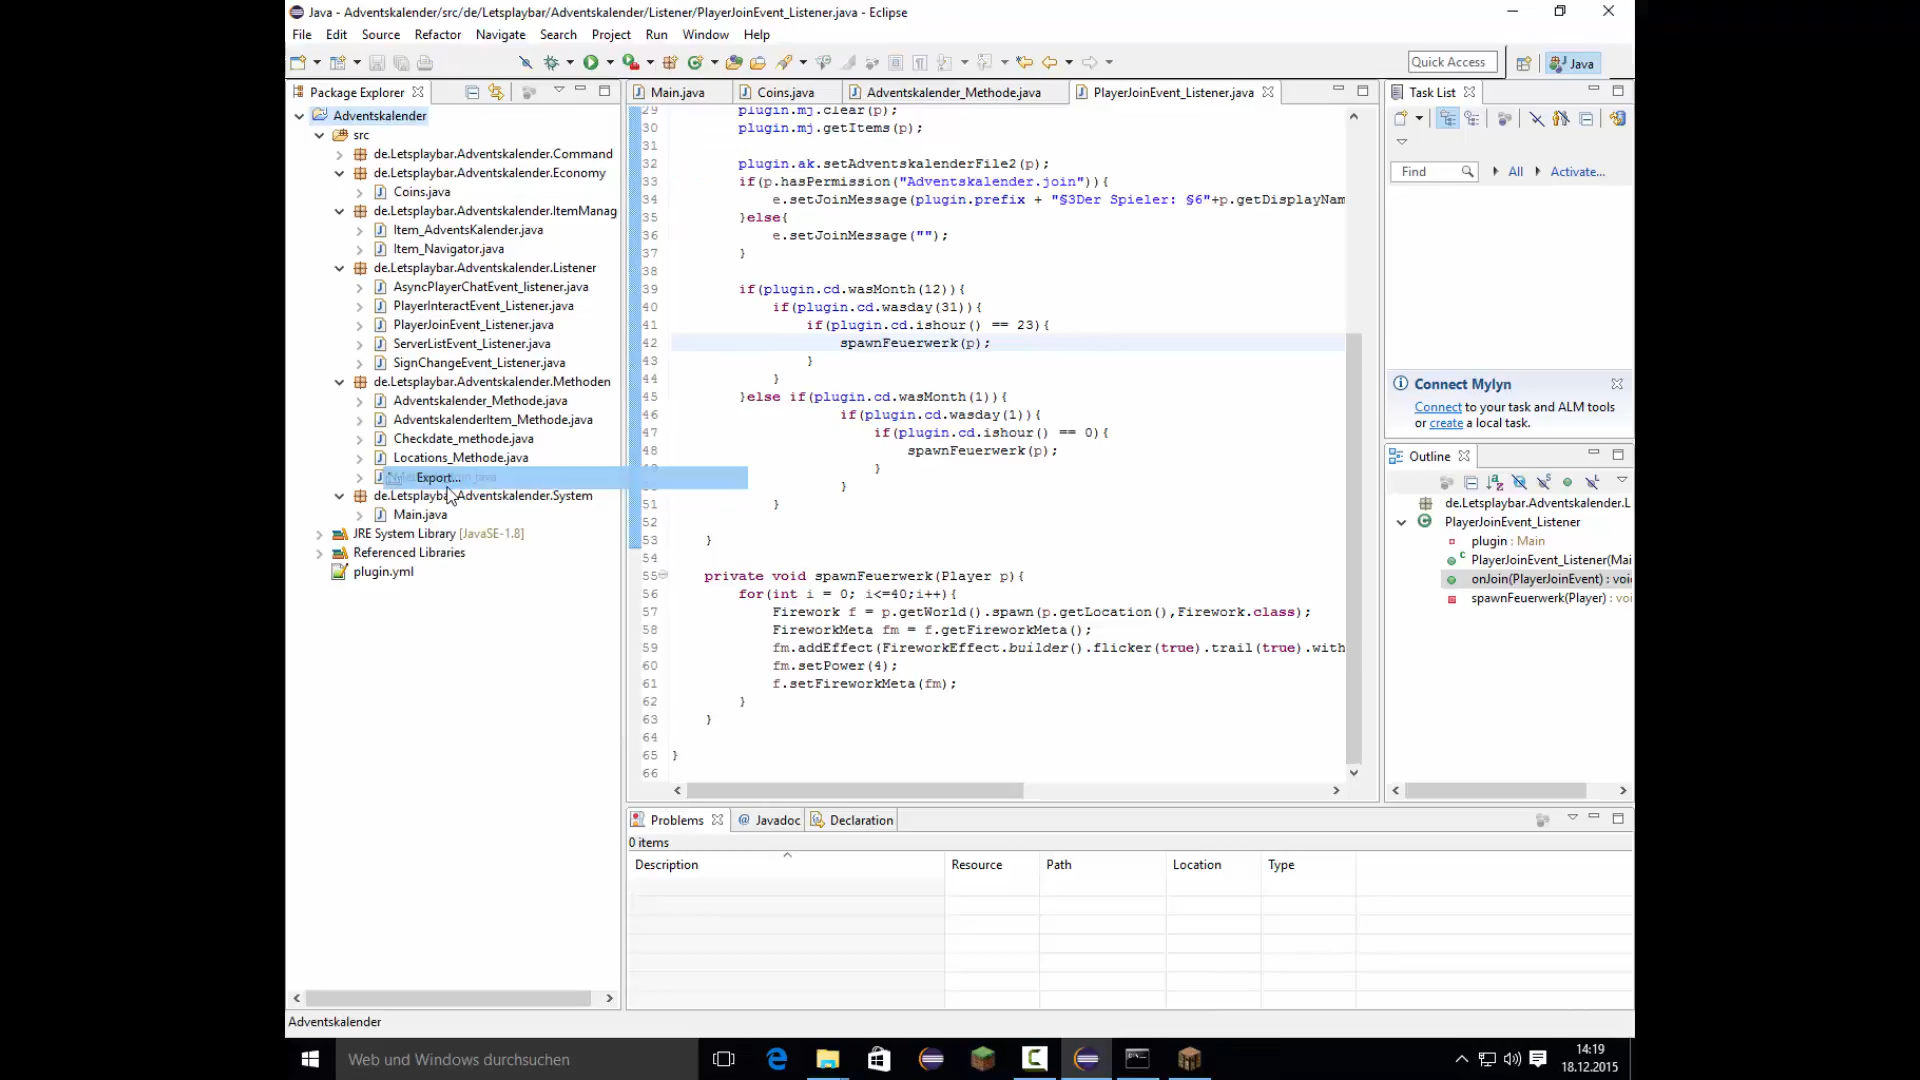 Java - Adventskalender/src/de/Letsplaybar/Adventskalender/Listener/PlayerJoinEvent_Listener.java - Eclipse
File Edit Source Refactor Navigate Search Project Run Window Help
Quick Access Java
Package Explorer
Adventskalender
src
de.Letsplaybar.Adventskalender.Command
de.Letsplaybar.Adventskalender.Economy
Coins.java
de.Letsplaybar.Adventskalender.ItemManag
Item_AdventsKalender.java
Item_Navigator.java
de.Letsplaybar.Adventskalender.Listener
AsyncPlayerChatEvent_listener.java
PlayerInteractEvent_Listener.java
PlayerJoinEvent_Listener.java
ServerListEvent_Listener.java
SignChangeEvent_Listener.java
de.Letsplaybar.Adventskalender.Methoden
Adventskalender_Methode.java
AdventskalenderItem_Methode.java
Checkdate_methode.java
Locations_Methode.java
Export...
de.Letsplaybar.Adventskalender.System
Main.java
JRE System Library [JavaSE-1.8]
Referenced Libraries
plugin.yml
Main.java Coins.java Adventskalender_Methode.java PlayerJoinEvent_Listener.java
29 plugin.mj.clear(p);
30 plugin.mj.getItems(p);
31
32 plugin.ak.setAdventskalenderFile2(p);
33 if(p.hasPermission("Adventskalender.join")){
34 e.setJoinMessage(plugin.prefix + "§3Der Spieler: §6"+p.getDisplayNam
35 }else{
36 e.setJoinMessage("");
37 }
38
39 if(plugin.cd.wasMonth(12)){
40 if(plugin.cd.wasday(31)){
41 if(plugin.cd.ishour() == 23){
42 spawnFeuerwerk(p);
43 }
44 }
45 }else if(plugin.cd.wasMonth(1)){
46 if(plugin.cd.wasday(1)){
47 if(plugin.cd.ishour() == 0){
48 spawnFeuerwerk(p);
}
}
51 }
52
53 }
54
55 private void spawnFeuerwerk(Player p){
56 for(int i = 0; i<=40;i++){
57 Firework f = p.getWorld().spawn(p.getLocation(),Firework.class);
58 FireworkMeta fm = f.getFireworkMeta();
59 fm.addEffect(FireworkEffect.builder().flicker(true).trail(true).with
60 fm.setPower(4);
61 f.setFireworkMeta(fm);
62 }
63 }
64
65 }
66
Task List
Find All Activate...
Connect Mylyn
Connect to your task and ALM tools
or create a local task.
Outline
de.Letsplaybar.Adventskalender.L
PlayerJoinEvent_Listener
plugin : Main
PlayerJoinEvent_Listener(Mai
onJoin(PlayerJoinEvent) : voi
spawnFeuerwerk(Player) : voi
Problems Javadoc Declaration
0 items
Description Resource Path Location Type
Adventskalender
Web und Windows durchsuchen
14:19
18.12.2015